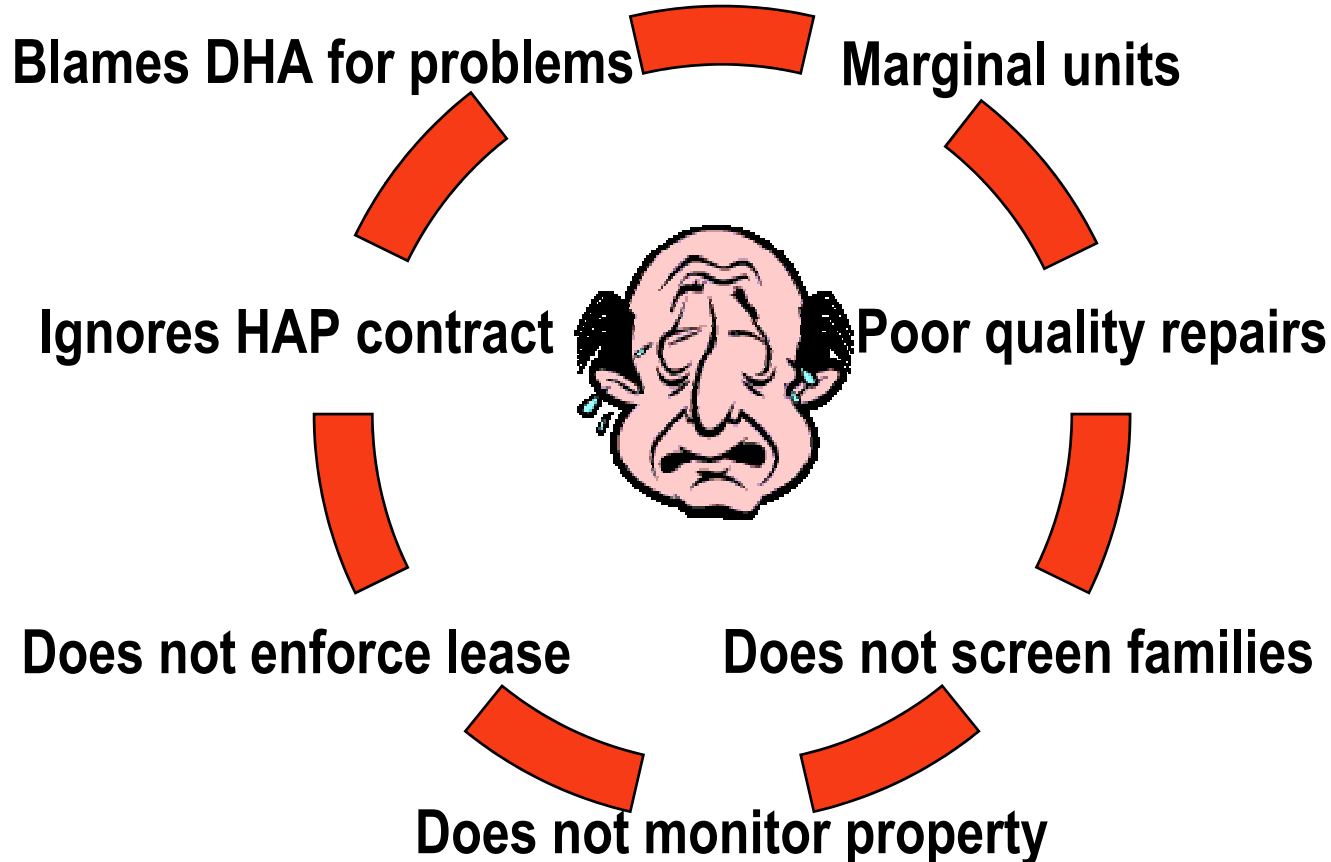 Blames DHA for problems
Marginal units
Ignores HAP contract
Poor quality repairs
Does not enforce lease
Does not screen families
Does not monitor property